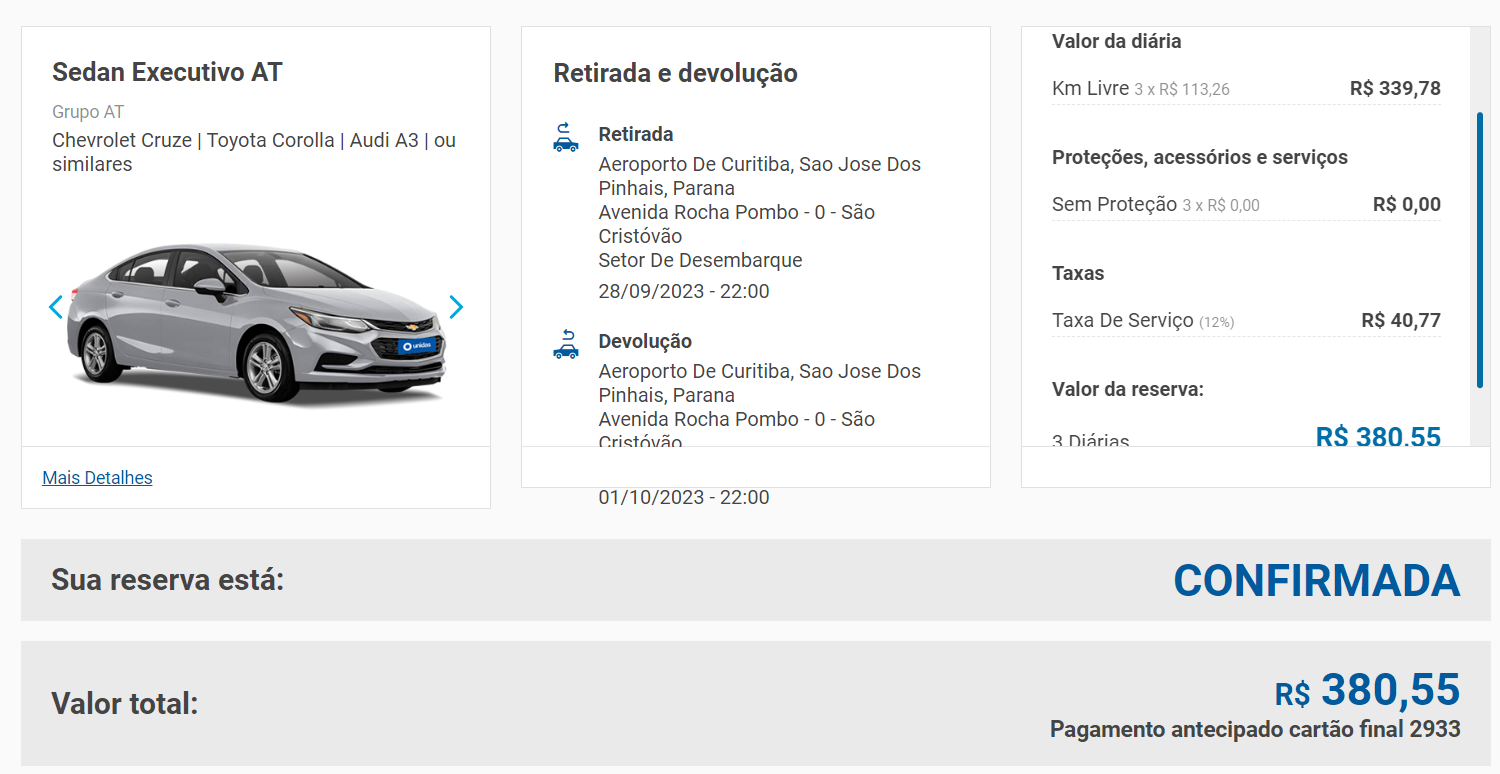 Sedan Executivo AT
Grupo AT
Chevrolet Cruze | Toyota Corolla | Audi A3 | ou
similares
unidas
Mais Detalhes
Retirada e devolução
Retirada
Aeroporto De Curitiba, Sao Jose Dos
Pinhais, Parana
Avenida Rocha Pombo - 0 - São
Cristóvão
Setor De Desembarque
28/09/2023 - 22:00
Devolução
Aeroporto De Curitiba, Sao Jose Dos
Pinhais, Parana
Avenida Rocha Pombo - 0 - São
Cristóvão
01/10/2023 - 22:00
Valor da diária
Km Livre 3 x R$ 113,26 R$ 339,78
Proteções, acessórios e serviços
Sem Proteção 3 x R$ 0,00 R$ 0,00
Taxas
Taxa De Serviço (12%) R$ 40,77
Valor da reserva:
3 Diárias R$ 380,55
Sua reserva está: CONFIRMADA
Valor total: R$ 380,55
Pagamento antecipado cartão final 2933